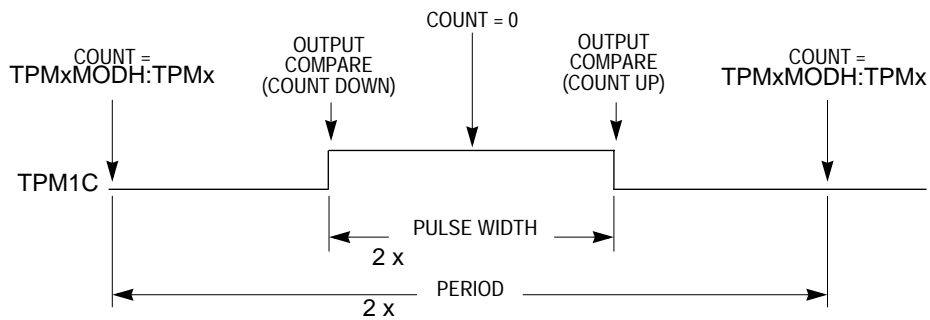 COUNT = 0
COUNT =
TPMxMODH:TPMx
OUTPUT
COMPARE
(COUNT DOWN)
OUTPUT
COMPARE
(COUNT UP)
COUNT =
TPMxMODH:TPMx
TPM1C
PULSE WIDTH
2 x
PERIOD
2 x